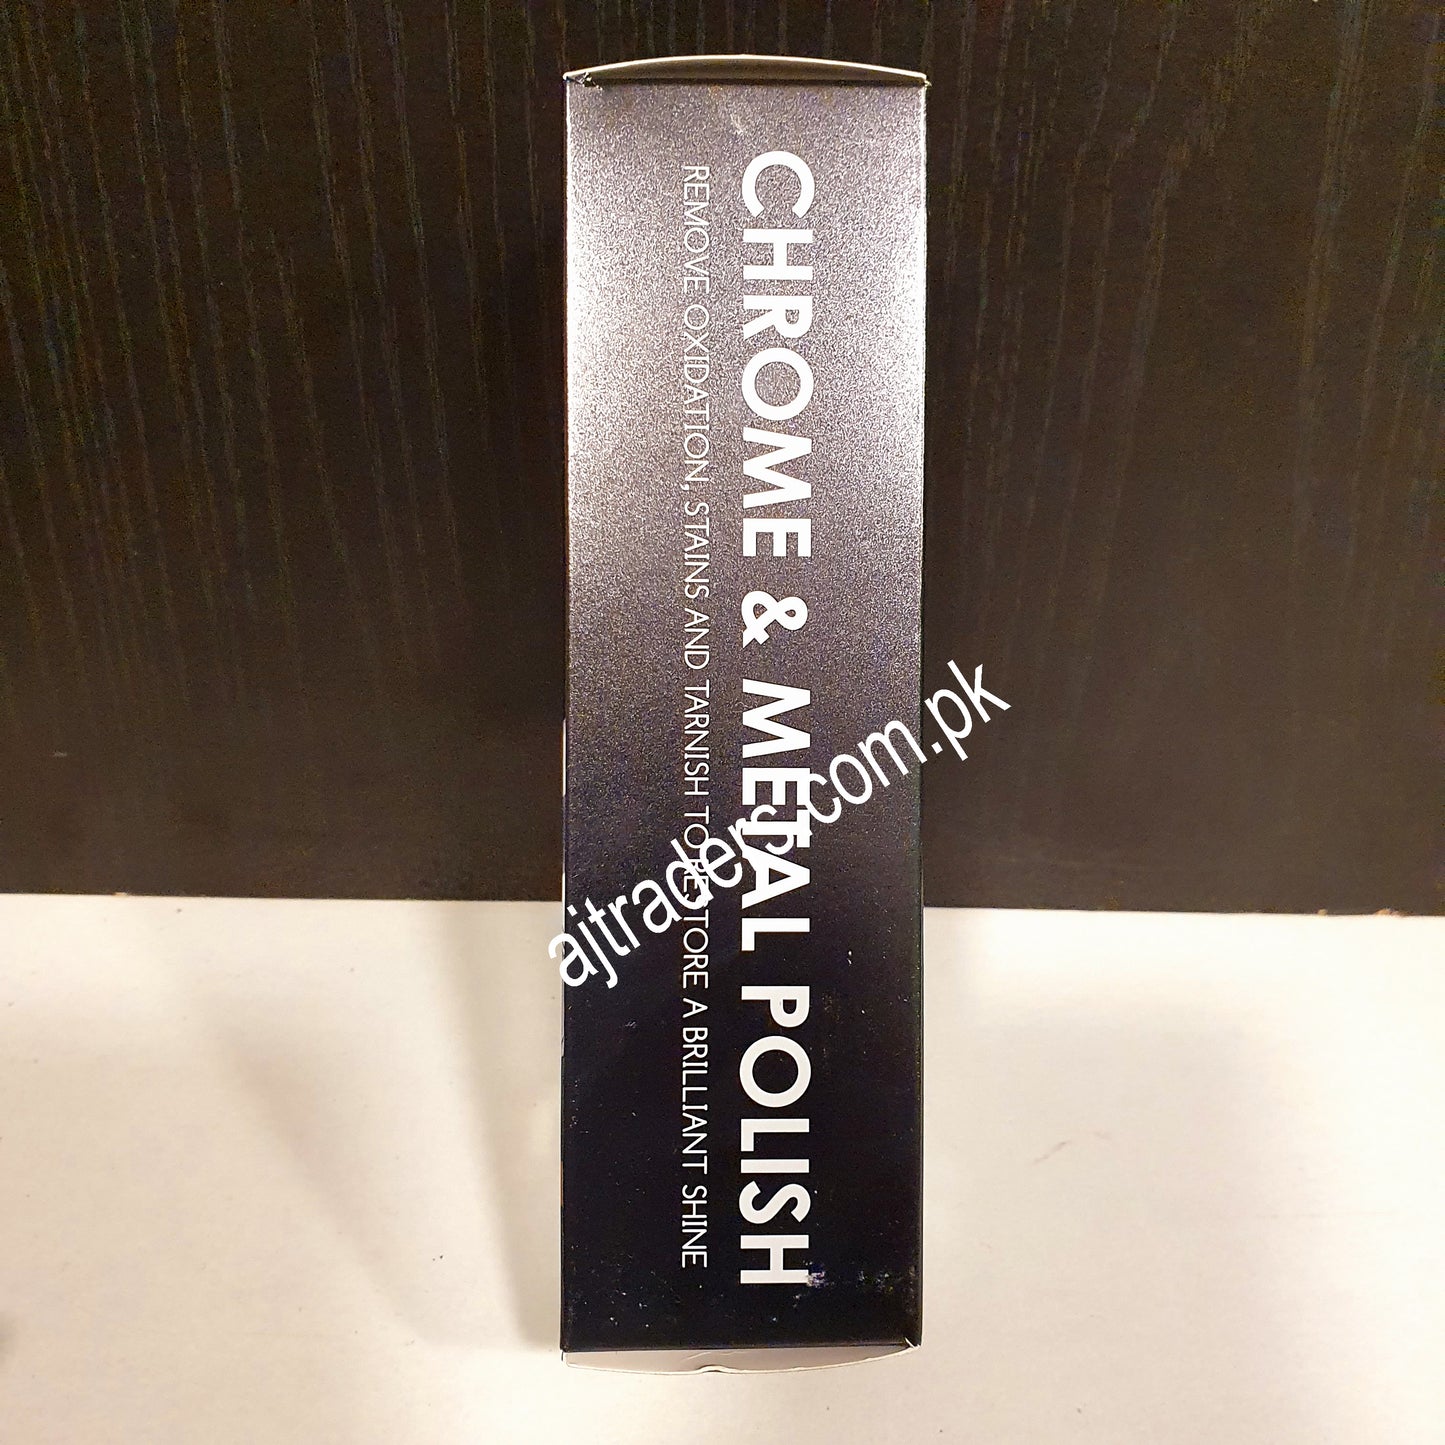 CHROME & METAL POLISH
REMOVE OXIDATION, STAINS AND TARNISH TO RESTORE A BRILLIANT SHINE
ajtraders.com.pk